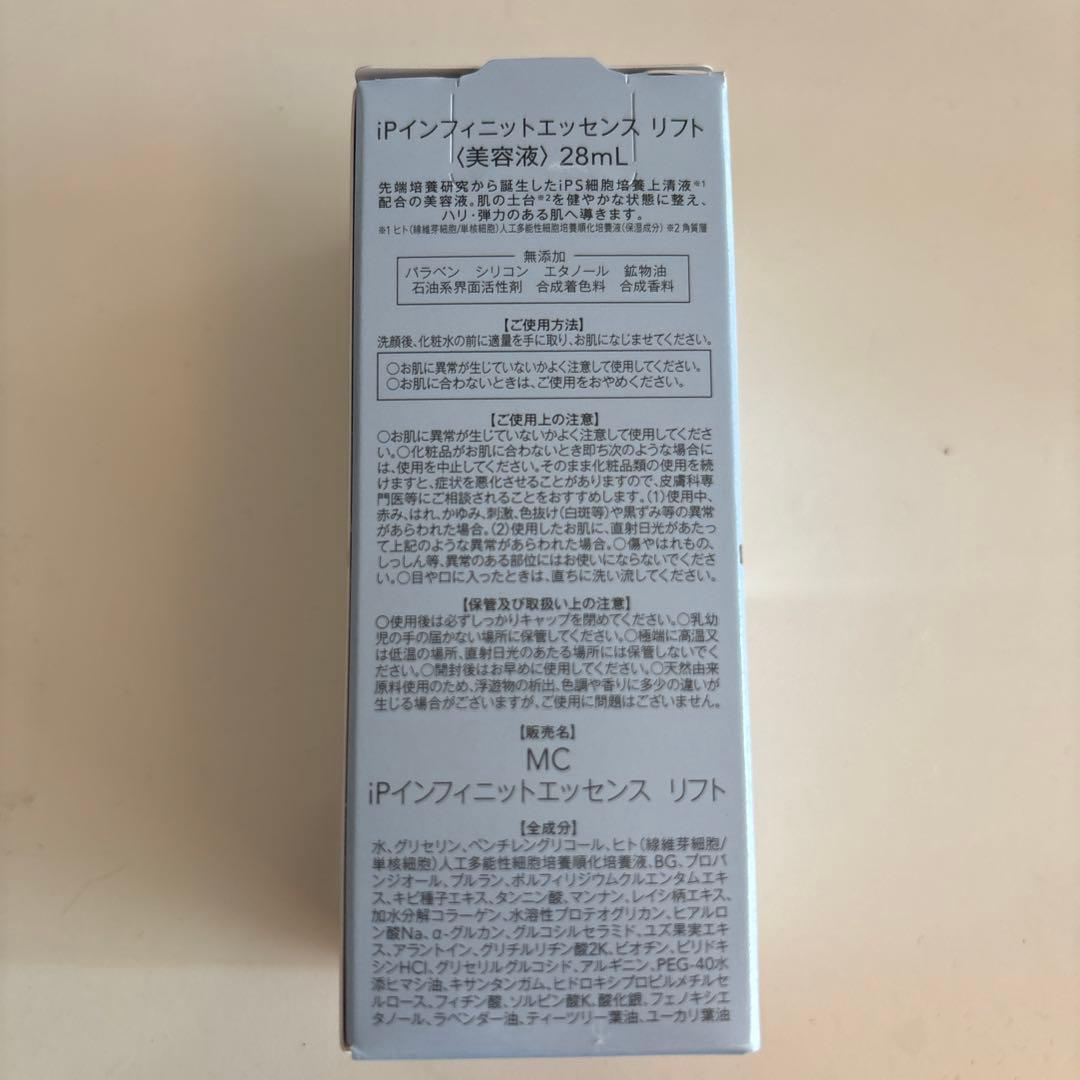 iPインフィニットエッセンス リフト
〈美容液〉 28mL
先端培養研究から誕生したiPS細胞培養上清液※1
配合の美容液。肌の土台※2を健やかな状態に整え、
ハリ・弾力のある肌へ導きます。
※1 ヒト(線維芽細胞/単核細胞)人工多能性細胞培養順化培養液(保湿成分) ※2 角質層
無添加
パラベン シリコン エタノール 鉱物油
石油系界面活性剤 合成着色料 合成香料
【ご使用方法】
洗顔後、化粧水の前に適量を手に取り、お肌になじませてください。
○お肌に異常が生じていないかよく注意して使用してください。
○お肌に合わないときは、ご使用をおやめください。
【ご使用上の注意】
○お肌に異常が生じていないかよく注意して使用してくださ
い。○化粧品がお肌に合わないとき即ち次のような場合に
は、使用を中止してください。そのまま化粧品類の使用を続
けますと、症状を悪化させることがありますので、皮膚科専
門医等にご相談されることをおすすめします。(1)使用中、
赤み、はれ、かゆみ、刺激、色抜け(白斑等)や黒ずみ等の異常
があらわれた場合。(2)使用したお肌に、直射日光があたっ
て上記のような異常があらわれた場合。○傷やはれもの、
しっしん等、異常のある部位にはお使いにならないでくださ
い。○目や口に入ったときは、直ちに洗い流してください。
【保管及び取扱い上の注意】
○使用後は必ずしっかりキャップを閉めてください。○乳幼
児の手の届かない場所に保管してください。○極端に高温又
は低温の場所、直射日光のあたる場所には保管しないでくだ
さい。○開封後はお早めに使用してください。○天然由来
原料使用のため、浮遊物の析出、色調や香りに多少の違いが
生じる場合がございますが、ご使用に問題はございません。
【販売名】
MC
iPインフィニットエッセンス リフト
【全成分】
水、グリセリン、ペンチレングリコール、ヒト(線維芽細胞/
単核細胞)人工多能性細胞培養順化培養液、BG、プロパ
ンジオール、プルラン、ポルフィリジウムクルエンタムエキ
ス、キビ種子エキス、タンニン酸、マンナン、レイシ柄エキス、
加水分解コラーゲン、水溶性プロテオグリカン、ヒアルロ
ン酸Na、α-グルカン、グルコシルセラミド、ユズ果実エキ
ス、アラントイン、グリチルリチン酸2K、ビオチン、ピリドキ
シンHCl、グリセリルグルコシド、アルギニン、PEG-40水
添ヒマシ油、キサンタンガム、ヒドロキシプロピルメチルセ
ルロース、フィチン酸、ソルビン酸K、酸化銀、フェノキシエ
タノール、ラベンダー油、ティーツリー葉油、ユーカリ葉油